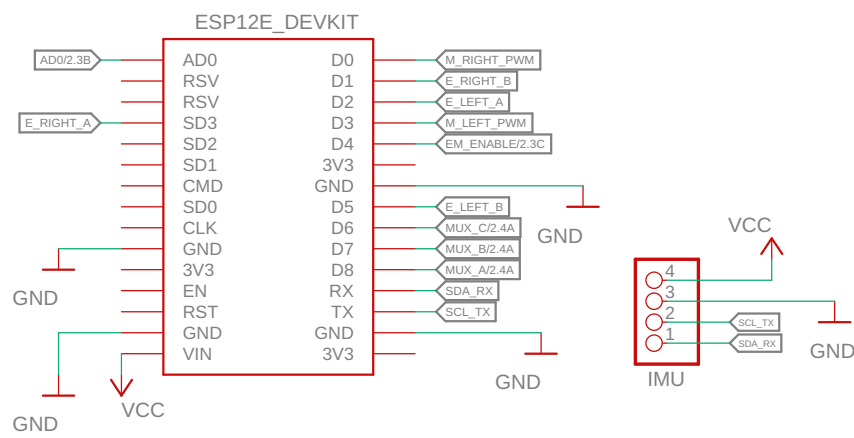 ESP12E_DEVKIT
AD0/2.3B AD0 D0 M_RIGHT_PWM
RSV D1 E_RIGHT_B
RSV D2 E_LEFT_A
E_RIGHT_A SD3 D3 M_LEFT_PWM
SD2 D4 EM_ENABLE/2.3C
SD1 3V3
CMD GND
SD0 D5 E_LEFT_B
CLK D6 MUX_C/2.4A
GND
VCC
GND D7 MUX_B/2.4A
3V3 D8 MUX_A/2.4A
GND
EN RX SDA_RX
RST TX SCL_TX
GND GND
VIN 3V3
GND
VCC
GND
4
3
2 SCL_TX
1 SDA_RX
GND
IMU